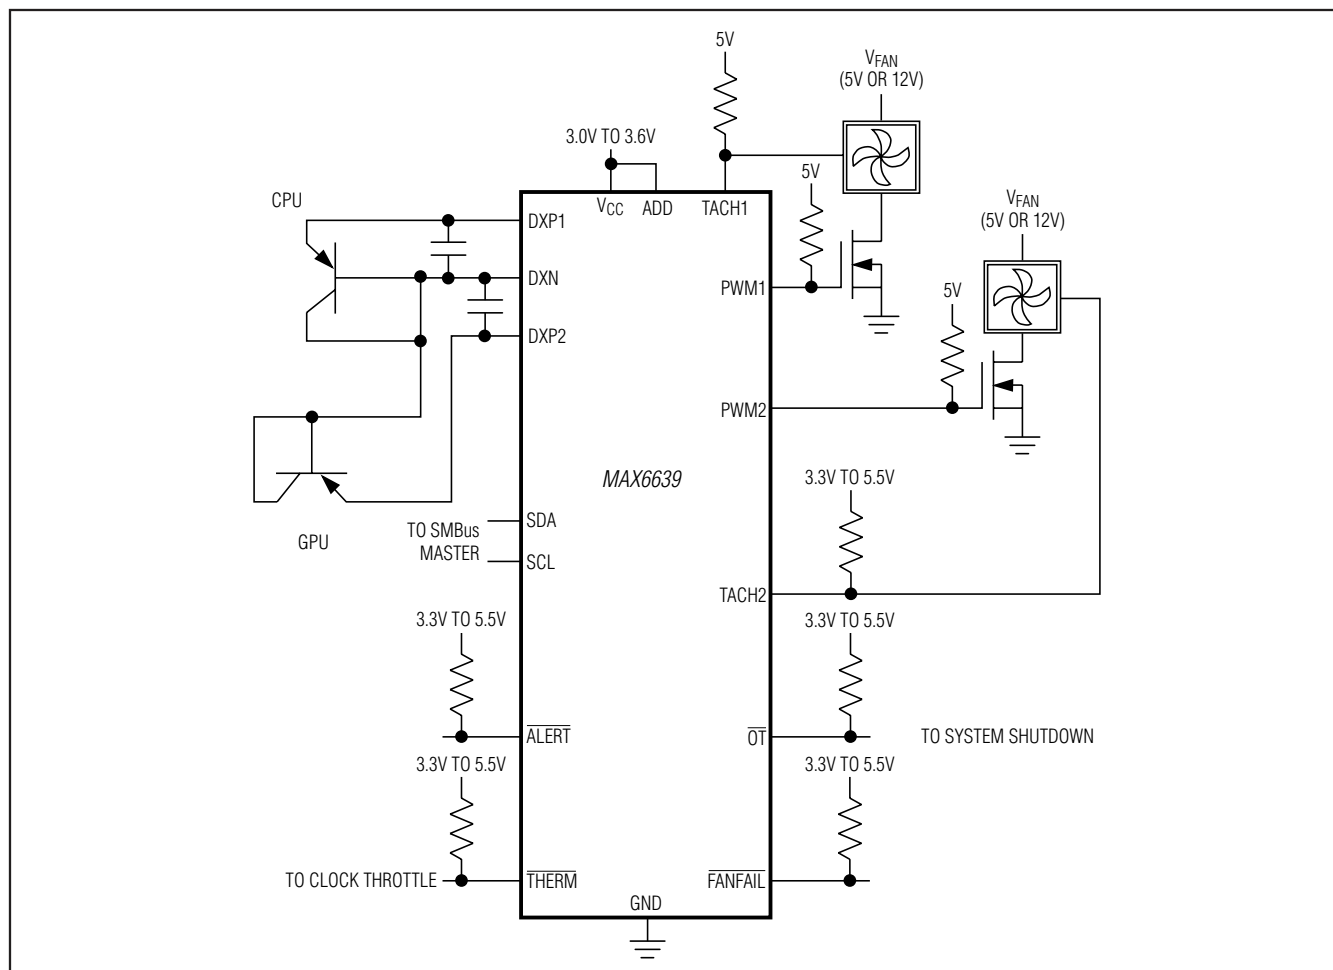 5V
VFAN
(5V OR 12V)
3.0V TO 3.6V
5V
CPU
VCC
ADD
TACH1
VFAN
(5V OR 12V)
DXP1
DXN
PWM1
5V
DXP2
PWM2
MAX6639
3.3V TO 5.5V
GPU
TO SMBus
MASTER
SDA
SCL
TACH2
3.3V TO 5.5V
3.3V TO 5.5V
ALERT
OT
TO SYSTEM SHUTDOWN
3.3V TO 5.5V
3.3V TO 5.5V
TO CLOCK THROTTLE
THERM
FANFAIL
GND